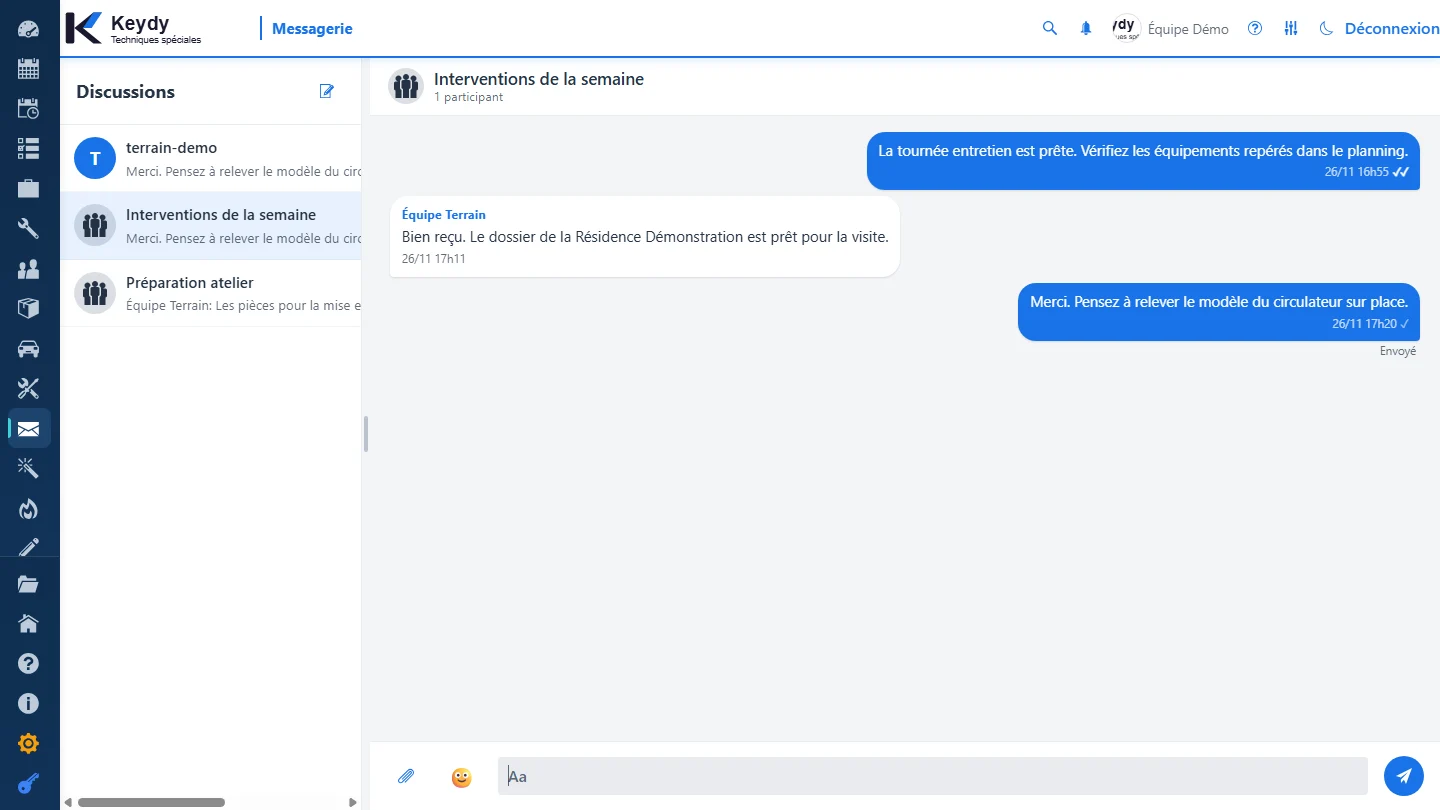 Keydy
Techniques spéciales
Messagerie
Équipe Démo
Déconnexion
Discussions
terrain-demo
Merci. Pensez à relever le modèle du circ
Interventions de la semaine
Merci. Pensez à relever le modèle du circ
Préparation atelier
Équipe Terrain: Les pièces pour la mise e
T
Interventions de la semaine
1 participant
La tournée entretien est prête. Vérifiez les équipements repérés dans le planning.
26/11 16h55
Équipe Terrain
Bien reçu. Le dossier de la Résidence Démonstration est prêt pour la visite.
26/11 17h11
Merci. Pensez à relever le modèle du circulateur sur place.
26/11 17h20
Envoyé
Aa